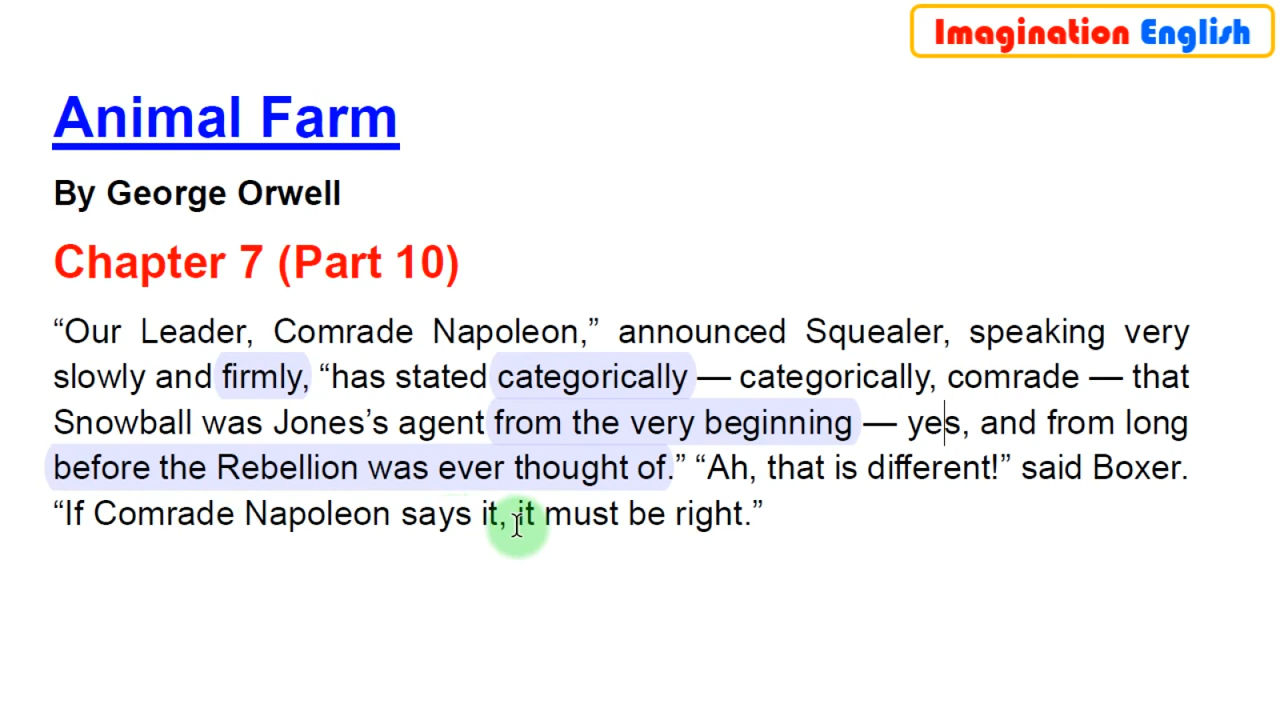 Imagination English
Animal Farm
By George Orwell
Chapter 7 (Part 10)
“Our Leader, Comrade Napoleon,” announced Squealer, speaking very
slowly and firmly, “has stated categorically — categorically, comrade — that
Snowball was Jones’s agent from the very beginning — yes, and from long
before the Rebellion was ever thought of.” “Ah, that is different!” said Boxer.
“If Comrade Napoleon says it, it must be right.”